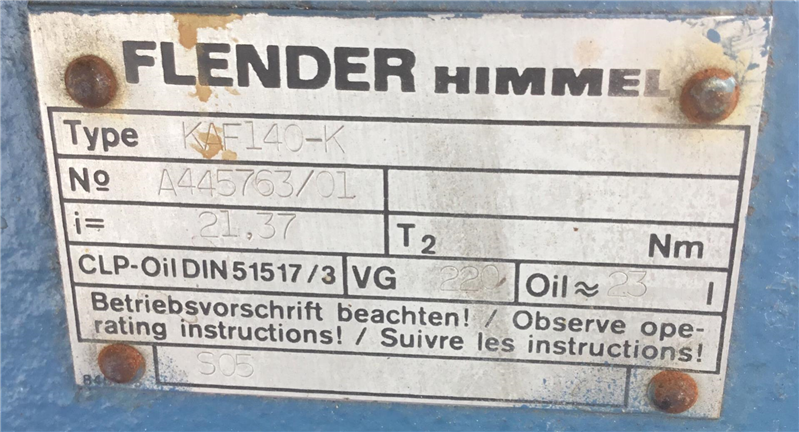 FLENDER HIMMEL
Type KAF140-K
Nº A445763/01
i= 21,37 T2 Nm
CLP-Oil DIN 51517/3 VG 220 Oil ≈ 23 l
Betriebsvorschrift beachten! / Observe ope-
rating instructions! / Suivre les instructions!
S05